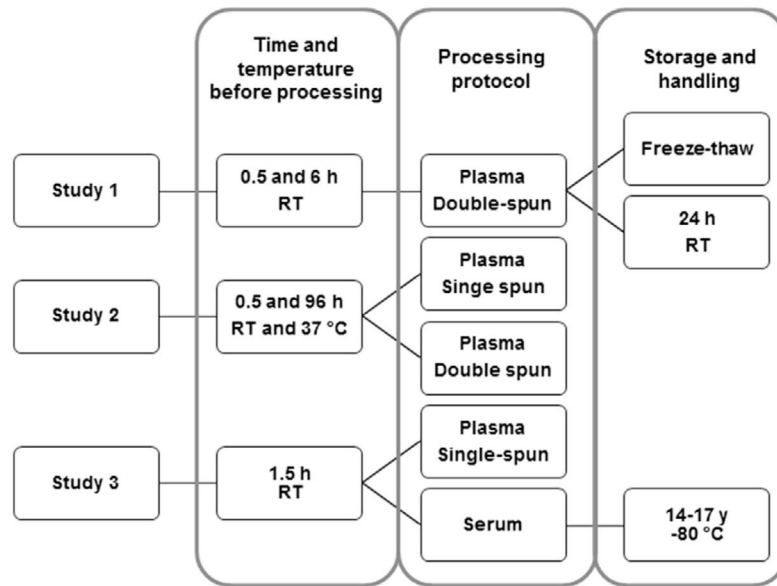 Time and
temperature
before processing
Processing
protocol
Storage and
handling
Study 1
0.5 and 6 h
RT
Plasma
Double-spun
Freeze-thaw
24 h
RT
Study 2
0.5 and 96 h
RT and 37 °C
Plasma
Singe spun
Plasma
Double spun
Study 3
1.5 h
RT
Plasma
Single-spun
Serum
14-17 y
-80 °C